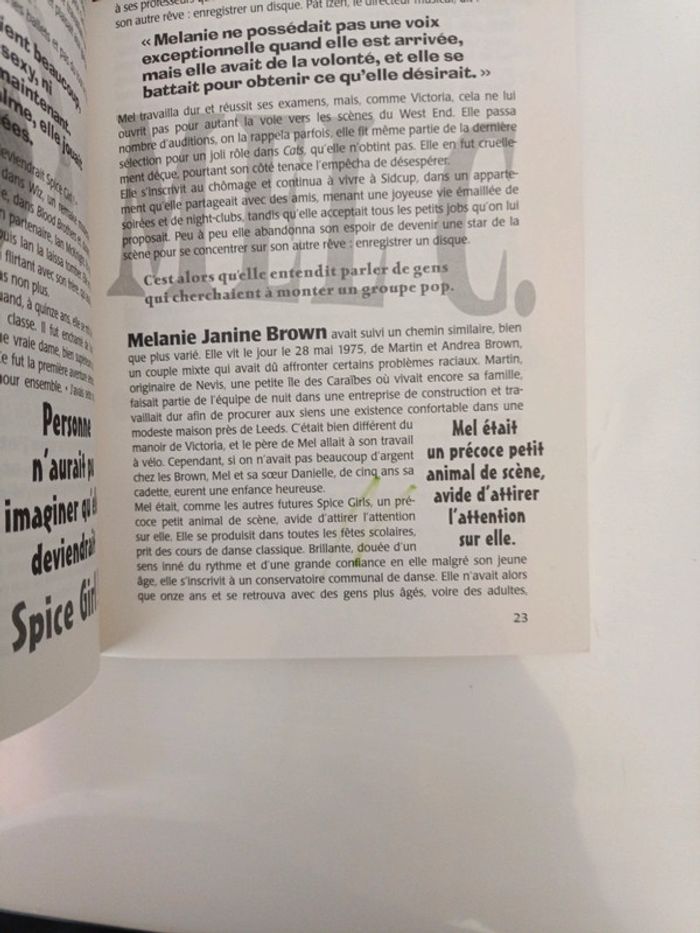 son autre rêve : enregistrer un disque. Pat Izen, le directeur musical, di
« Melanie ne possédait pas une voix
exceptionnelle quand elle est arrivée,
mais elle avait de la volonté, et elle se
battait pour obtenir ce qu'elle désirait. »
Mel travailla dur et réussit ses examens, mais, comme Victoria, cela ne lui
ouvrit pas pour autant la voie vers les scènes du West End. Elle passa
nombre d'auditions, on la rappela parfois, elle fit même partie de la dernière
sélection pour un joli rôle dans Cats, qu'elle n'obtint pas. Elle en fut cruelle-
ment déçue, pourtant son côté tenace l'empêcha de désespérer.
Elle s'inscrivit au chômage et continua à vivre à Sidcup, dans un apparte-
ment qu'elle partageait avec des amis, menant une joyeuse vie émaillée de
soirées et de night-clubs, tandis qu'elle acceptait tous les petits jobs qu'on lui
proposait. Peu à peu elle abandonna son espoir de devenir une star de la
scène pour se concentrer sur son autre rêve : enregistrer un disque.
MEL C.
C'est alors qu'elle entendit parler de gens
qui cherchaient à monter un groupe pop.
Melanie Janine Brown avait suivi un chemin similaire, bien
que plus varié. Elle vit le jour le 28 mai 1975, de Martin et Andrea Brown,
un couple mixte qui avait dû affronter certains problèmes raciaux. Martin,
originaire de Nevis, une petite île des Caraïbes où vivait encore sa famille,
faisait partie de l'équipe de nuit dans une entreprise de construction et tra-
vaillait dur afin de procurer aux siens une existence confortable dans une
modeste maison près de Leeds. C'était bien différent du
manoir de Victoria, et le père de Mel allait à son travail
à vélo. Cependant, si on n'avait pas beaucoup d'argent
chez les Brown, Mel et sa sœur Danielle, de cinq ans sa
cadette, eurent une enfance heureuse.
Mel était, comme les autres futures Spice Girls, un pré-
coce petit animal de scène, avide d'attirer l'attention
sur elle. Elle se produisit dans toutes les fêtes scolaires,
prit des cours de danse classique. Brillante, douée d'un
sens inné du rythme et d'une grande confiance en elle malgré son jeune
âge, elle s'inscrivit à un conservatoire communal de danse. Elle n'avait alors
que onze ans et se retrouva avec des gens plus âgés, voire des adultes,
Mel était
un précoce petit
animal de scène,
avide d'attirer
l'attention
sur elle.
23
Personne
n'aurait pu
imaginer qu'
deviendrait
Spice Girl